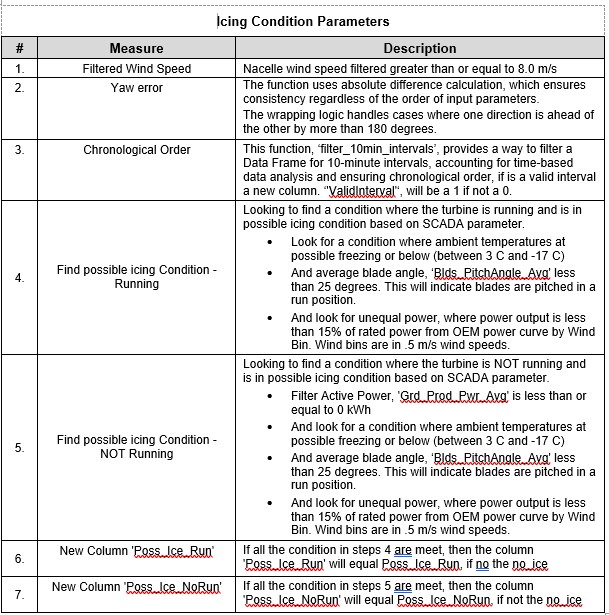 Icing Condition Parameters
# Measure Description
1. Filtered Wind Speed Nacelle wind speed filtered greater than or equal to 8.0 m/s
2. Yaw error The function uses absolute difference calculation, which ensures
consistency regardless of the order of input parameters.
The wrapping logic handles cases where one direction is ahead of
the other by more than 180 degrees.
3. Chronological Order This function, 'filter_10min_intervals', provides a way to filter a
Data Frame for 10-minute intervals, accounting for time-based
data analysis and ensuring chronological order, if is a valid interval
a new column. "ValidInterval", will be a 1 if not a 0.
4. Find possible icing Condition -
Running
Looking to find a condition where the turbine is running and is in
possible icing condition based on SCADA parameter.
• Look for a condition where ambient temperatures at
possible freezing or below (between 3 C and -17 C)
• And average blade angle, 'Blds_PitchAngle_Avg' less
than 25 degrees. This will indicate blades are pitched in a
run position.
• And look for unequal power, where power output is less
than 15% of rated power from OEM power curve by Wind
Bin. Wind bins are in .5 m/s wind speeds.
5. Find possible icing Condition -
NOT Running
Looking to find a condition where the turbine is NOT running and
is in possible icing condition based on SCADA parameter.
• Filter Active Power, 'Grd_Prod_Pwr_Avg' is less than or
equal to 0 kWh
• And look for a condition where ambient temperatures at
possible freezing or below (between 3 C and -17 C)
• And average blade angle, 'Blds_PitchAngle_Avg' less
than 25 degrees. This will indicate blades are pitched in a
run position.
• And look for unequal power, where power output is less
than 15% of rated power from OEM power curve by Wind
Bin. Wind bins are in .5 m/s wind speeds.
6. New Column 'Poss_Ice_Run' If all the condition in steps 4 are meet, then the column
'Poss_Ice_Run' will equal Poss_Ice_Run, if no the no_ice
7. New Column 'Poss_Ice_NoRun' If all the condition in steps 5 are meet, then the column
'Poss_Ice_NoRun' will equal Poss_Ice_NoRun, if not the no_ice